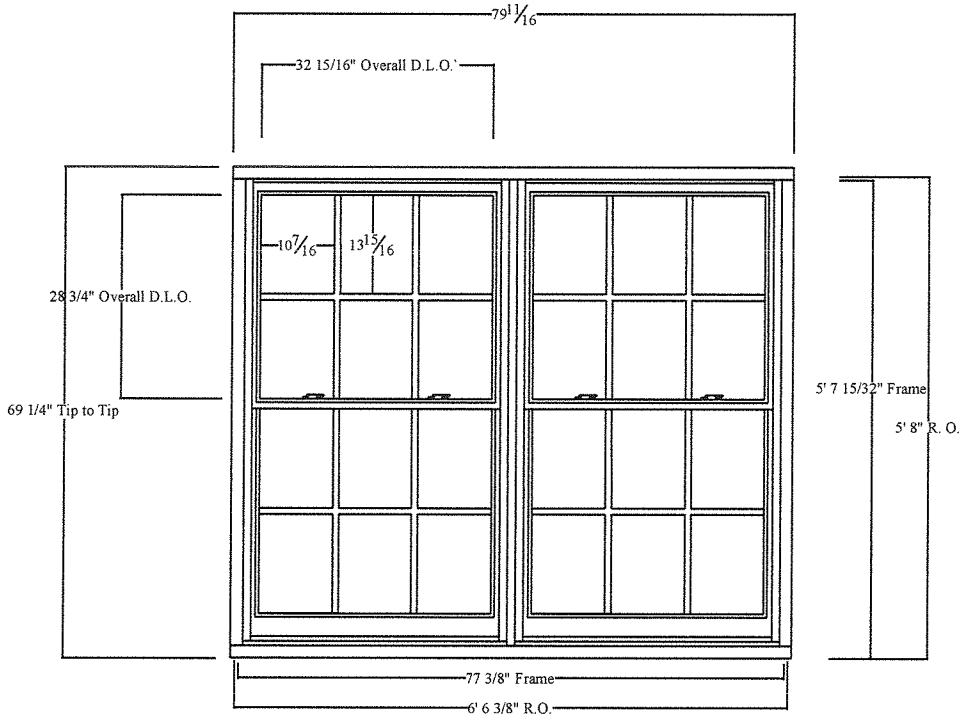 79 11/16
32 15/16" Overall D.L.O.`
10 7/16
13 15/16
28 3/4" Overall D.L.O.
69 1/4" Tip to Tip
5' 7 15/32" Frame
5' 8" R. O.
77 3/8" Frame
6' 6 3/8" R.O.